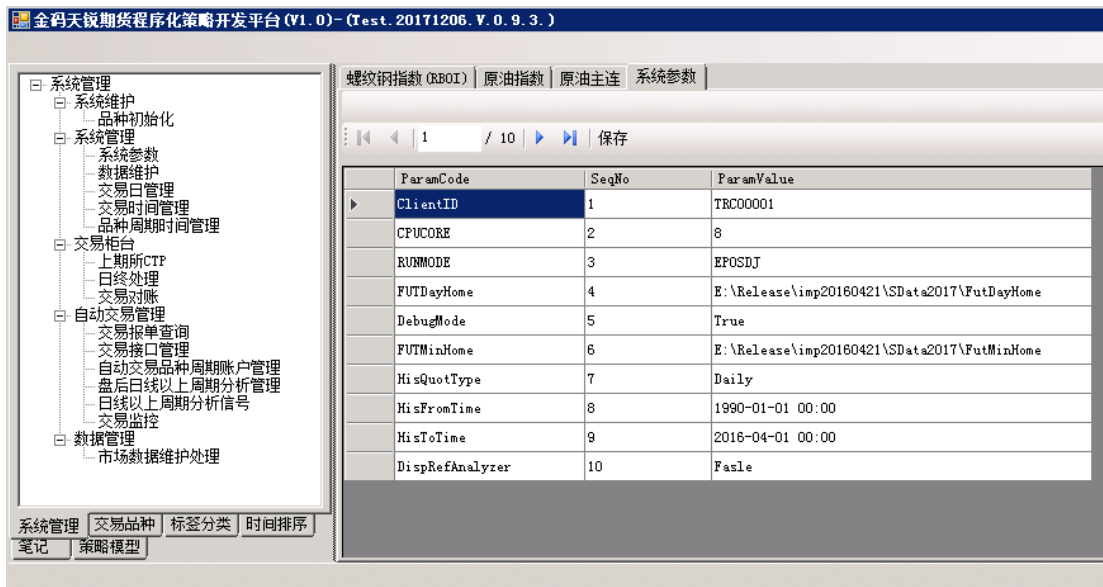 金码天锐期货程序化策略开发平台(V1.0)-(Test.20171206.V.0.9.3.)
系统管理
系统维护
品种初始化
系统管理
系统参数
数据维护
交易日管理
交易时间管理
品种周期时间管理
交易柜台
上期所CTP
日终处理
交易对账
自动交易管理
交易报单查询
交易接口管理
自动交易品种周期账户管理
盘后日线以上周期分析管理
日线以上周期分析信号
交易监控
数据管理
市场数据维护处理
系统管理 交易品种 标签分类 时间排序
笔记 策略模型
螺纹钢指数(RBOI) 原油指数 原油主连 系统参数
1 / 10 保存
ParamCode SeqNo ParamValue
ClientID 1 TRC00001
CPUCORE 2 8
RUNMODE 3 EPOSDJ
FUTDayHome 4 E:\Release\imp20160421\SData2017\FutDayHome
DebugMode 5 True
FUTMinHome 6 E:\Release\imp20160421\SData2017\FutMinHome
HisQuotType 7 Daily
HisFromTime 8 1990-01-01 00:00
HisToTime 9 2016-04-01 00:00
DispRefAnalyzer 10 Fasle